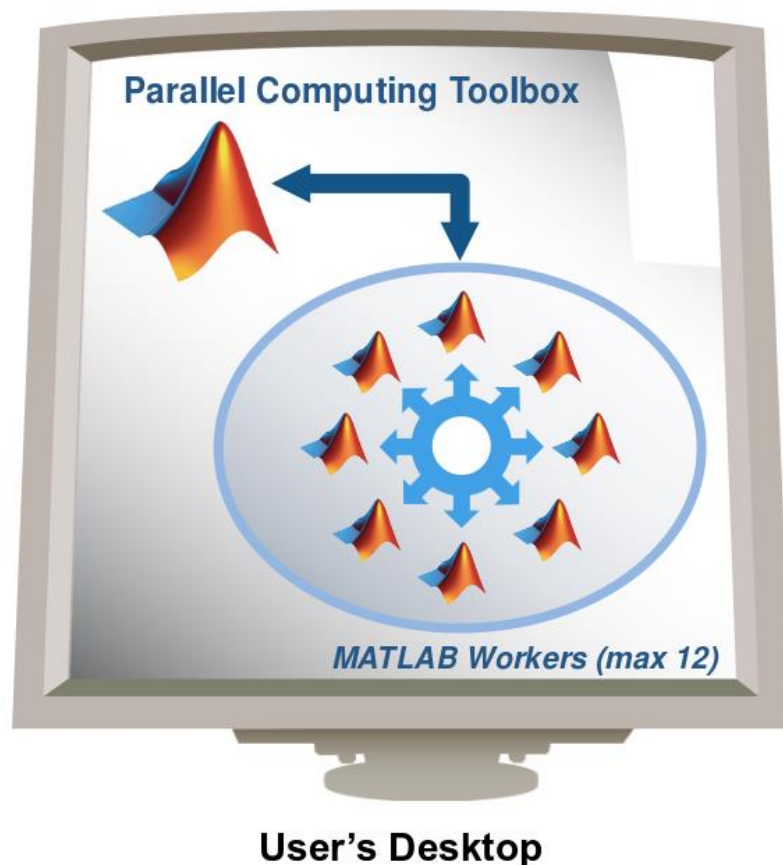 Parallel Computing Toolbox
MATLAB Workers (max 12)
User’s Desktop